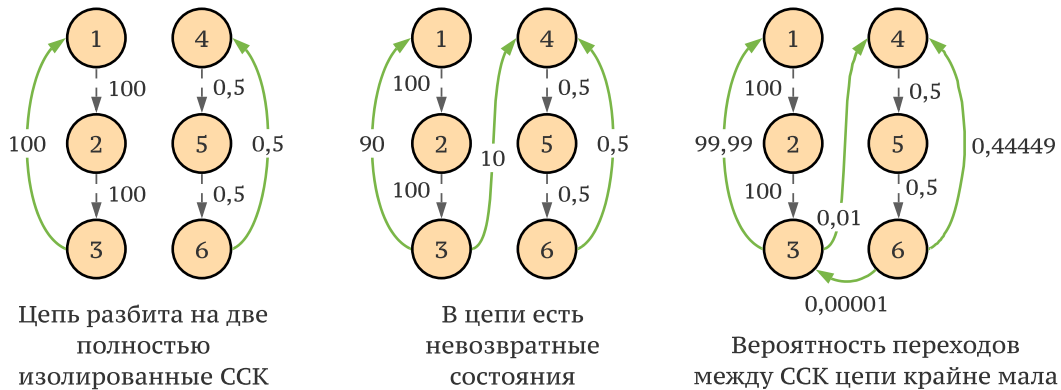 1 4
100 0,5
2 5
100 0,5
100 0,5
3 6
Цепь разбита на две
полностью
изолированные ССК
1 4
100 0,5
2 5
90 10 0,5
100 0,5
3 6
В цепи есть
невозвратные
состояния
1 4
100 0,5
2 5
99,99 0,44449
100 0,5
0,01
3 6
0,00001
Вероятность переходов
между ССК цепи крайне мала